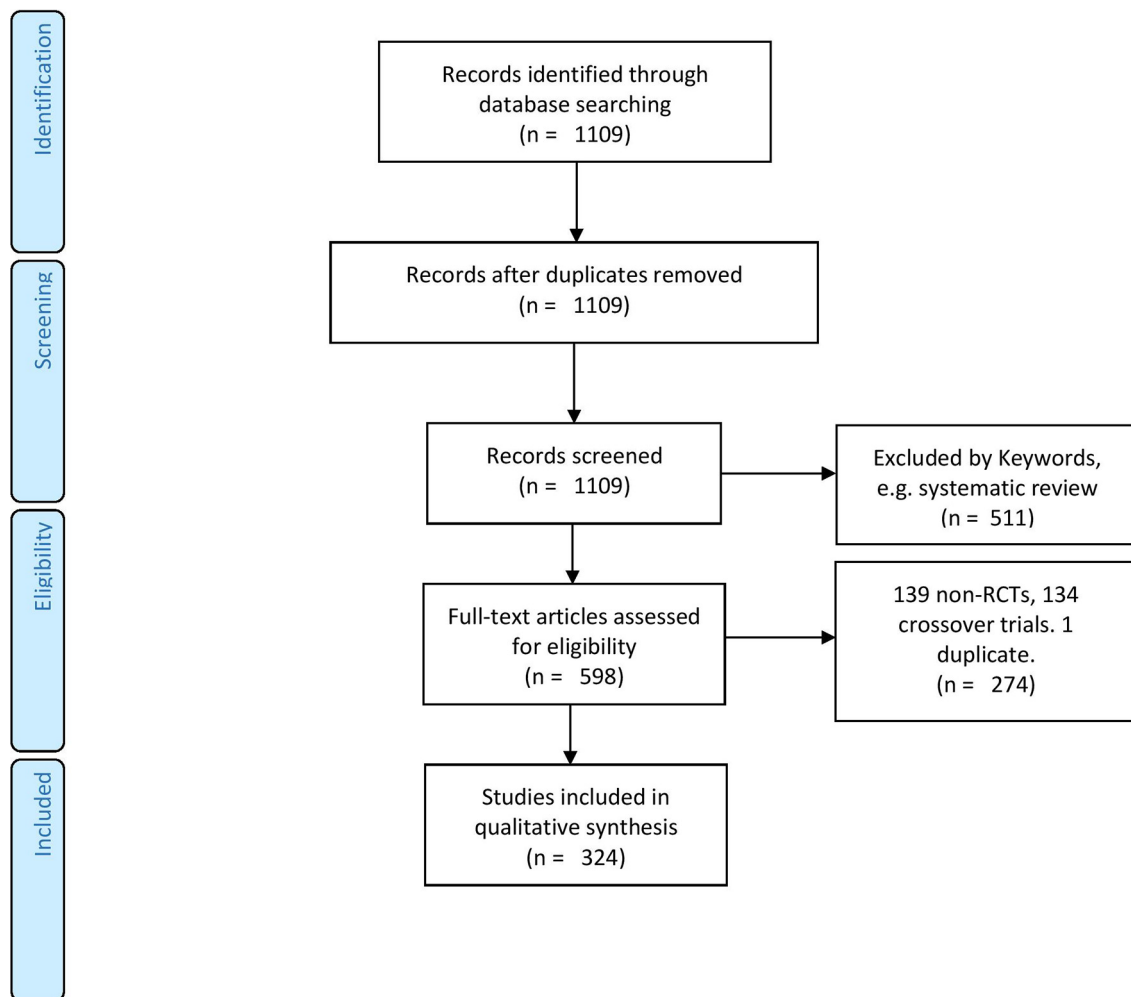 Identification
Records identified through
database searching
(n =   1109)
Records after duplicates removed
(n =   1109)
Screening
Records screened
(n =   1109)
Excluded by Keywords,
e.g. systematic review
(n =  511)
Eligibility
Full-text articles assessed
for eligibility
(n =   598)
139 non-RCTs, 134
crossover trials. 1
duplicate.
(n =  274)
Included
Studies included in
qualitative synthesis
(n =   324)